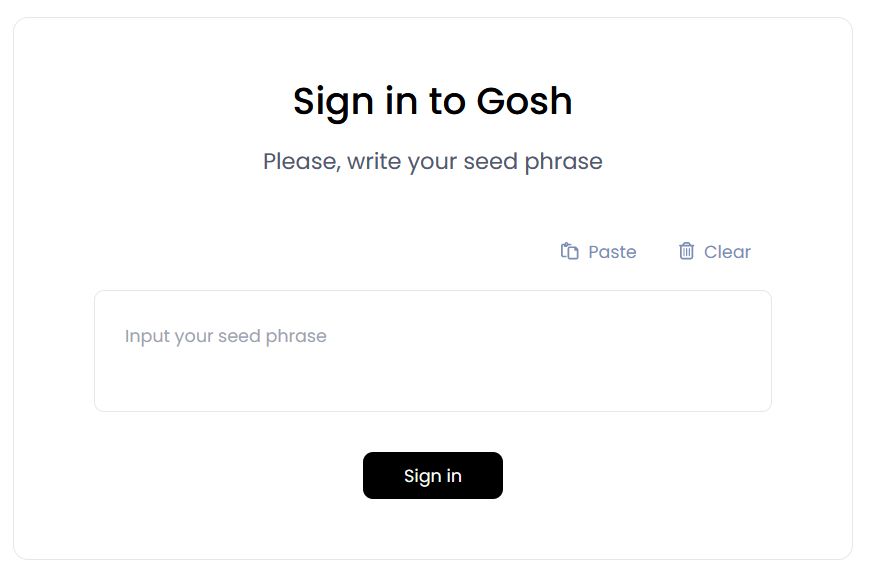 Sign in to Gosh
Please, write your seed phrase
Paste
Clear
Input your seed phrase
Sign in